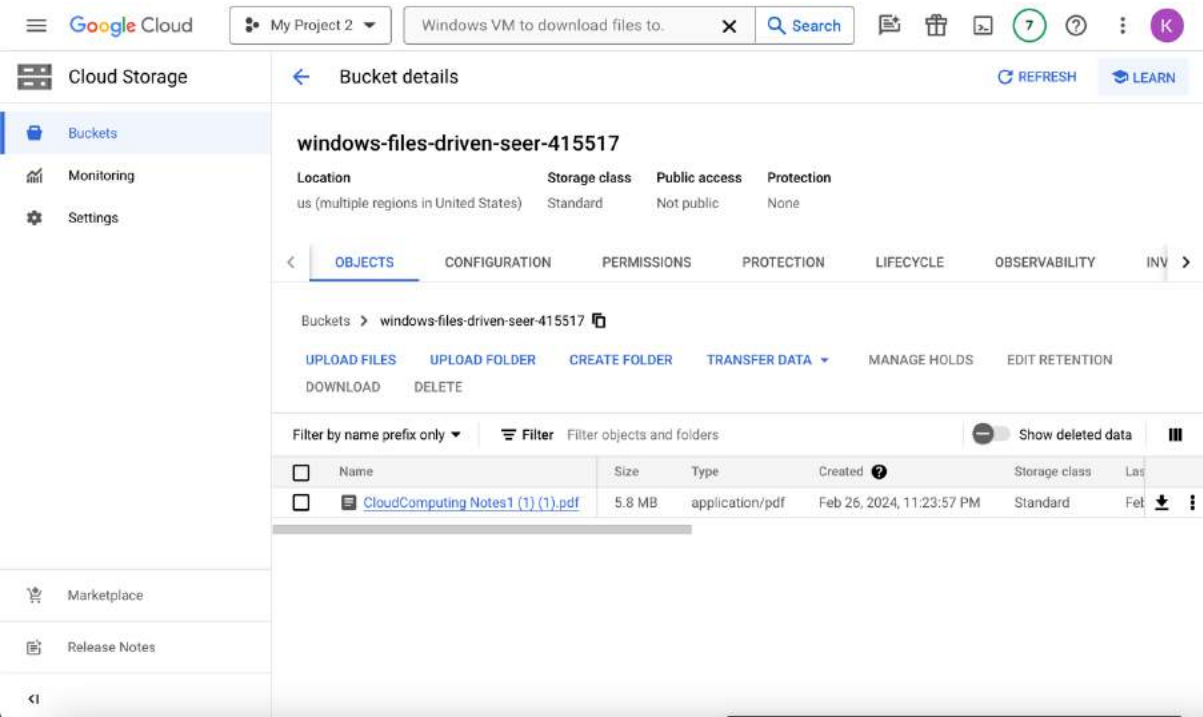 Google Cloud My Project 2 Windows VM to download files to. Search 7 K
Cloud Storage
Bucket details
REFRESH LEARN
Buckets
Monitoring
Settings
windows-files-driven-seer-415517
Location Storage class Public access Protection
us (multiple regions in United States) Standard Not public None
OBJECTS CONFIGURATION PERMISSIONS PROTECTION LIFECYCLE OBSERVABILITY INV
Buckets windows-files-driven-seer-415517
UPLOAD FILES UPLOAD FOLDER CREATE FOLDER TRANSFER DATA MANAGE HOLDS EDIT RETENTION
DOWNLOAD DELETE
Filter by name prefix only Filter Filter objects and folders Show deleted data
Name Size Type Created Storage class Las
CloudComputing Notes1 (1) (1).pdf 5.8 MB application/pdf Feb 26, 2024, 11:23:57 PM Standard Feb
Marketplace
Release Notes